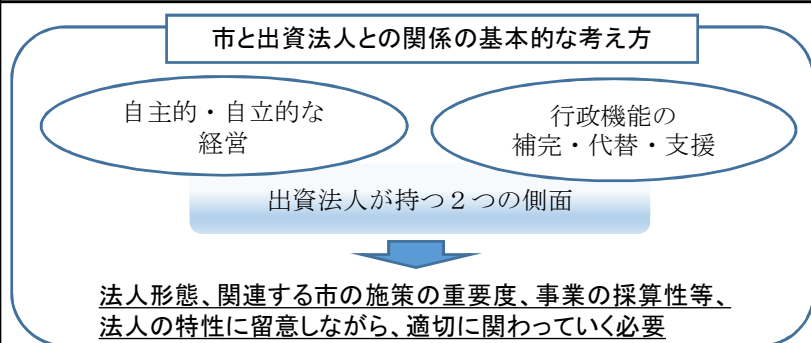 市と出資法人との関係の基本的な考え方
自主的・自立的な
経営
行政機能の
補完・代替・支援
出資法人が持つ２つの側面
法人形態、関連する市の施策の重要度、事業の採算性等、
法人の特性に留意しながら、適切に関わっていく必要